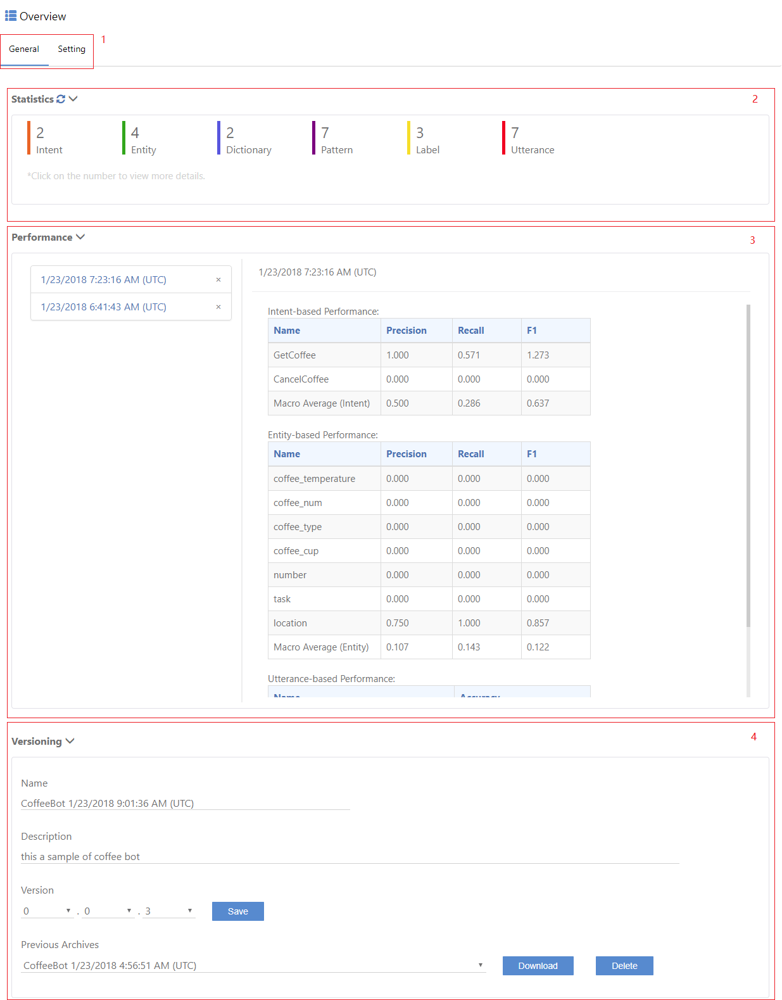 Overview
General Setting 1
Statistics 2
2 4 2 7 3 7
Intent Entity Dictionary Pattern Label Utterance
*Click on the number to view more details.
Performance 3
1/23/2018 7:23:16 AM (UTC) ×
1/23/2018 6:41:43 AM (UTC) ×
1/23/2018 7:23:16 AM (UTC)
Intent-based Performance:
Name Precision Recall F1
GetCoffee 1.000 0.571 1.273
CancelCoffee 0.000 0.000 0.000
Macro Average (Intent) 0.500 0.286 0.637
Entity-based Performance:
Name Precision Recall F1
coffee_temperature 0.000 0.000 0.000
coffee_num 0.000 0.000 0.000
coffee_type 0.000 0.000 0.000
coffee_cup 0.000 0.000 0.000
number 0.000 0.000 0.000
task 0.000 0.000 0.000
location 0.750 1.000 0.857
Macro Average (Entity) 0.107 0.143 0.122
Utterance-based Performance:
Name Accuracy
Versioning 4
Name
CoffeeBot 1/23/2018 9:01:36 AM (UTC)
Description
this a sample of coffee bot
Version
0 . 0 . 3 Save
Previous Archives
CoffeeBot 1/23/2018 4:56:51 AM (UTC) Download Delete